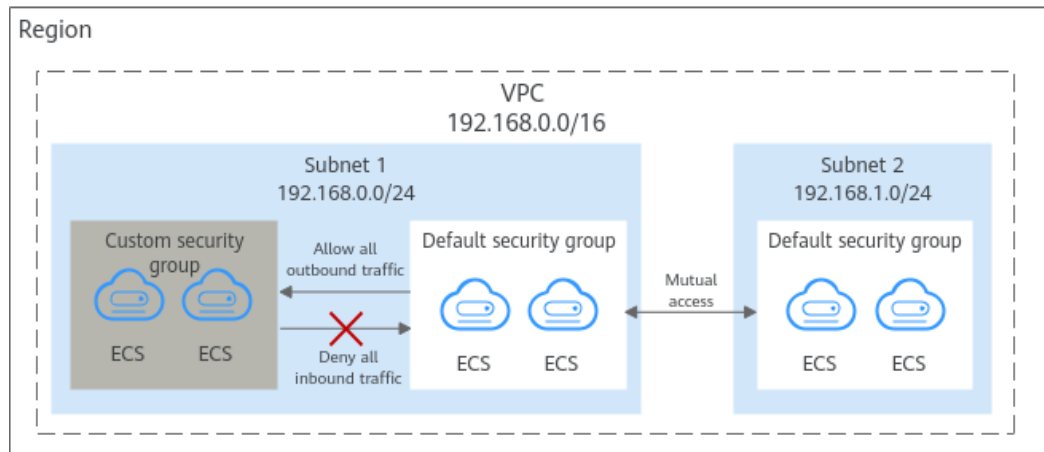 Region
VPC
192.168.0.0/16
Subnet 1
192.168.0.0/24
Custom security
group
ECS
ECS
Allow all
outbound traffic
Deny all
inbound traffic
Default security group
ECS
ECS
Mutual
access
Subnet 2
192.168.1.0/24
Default security group
ECS
ECS